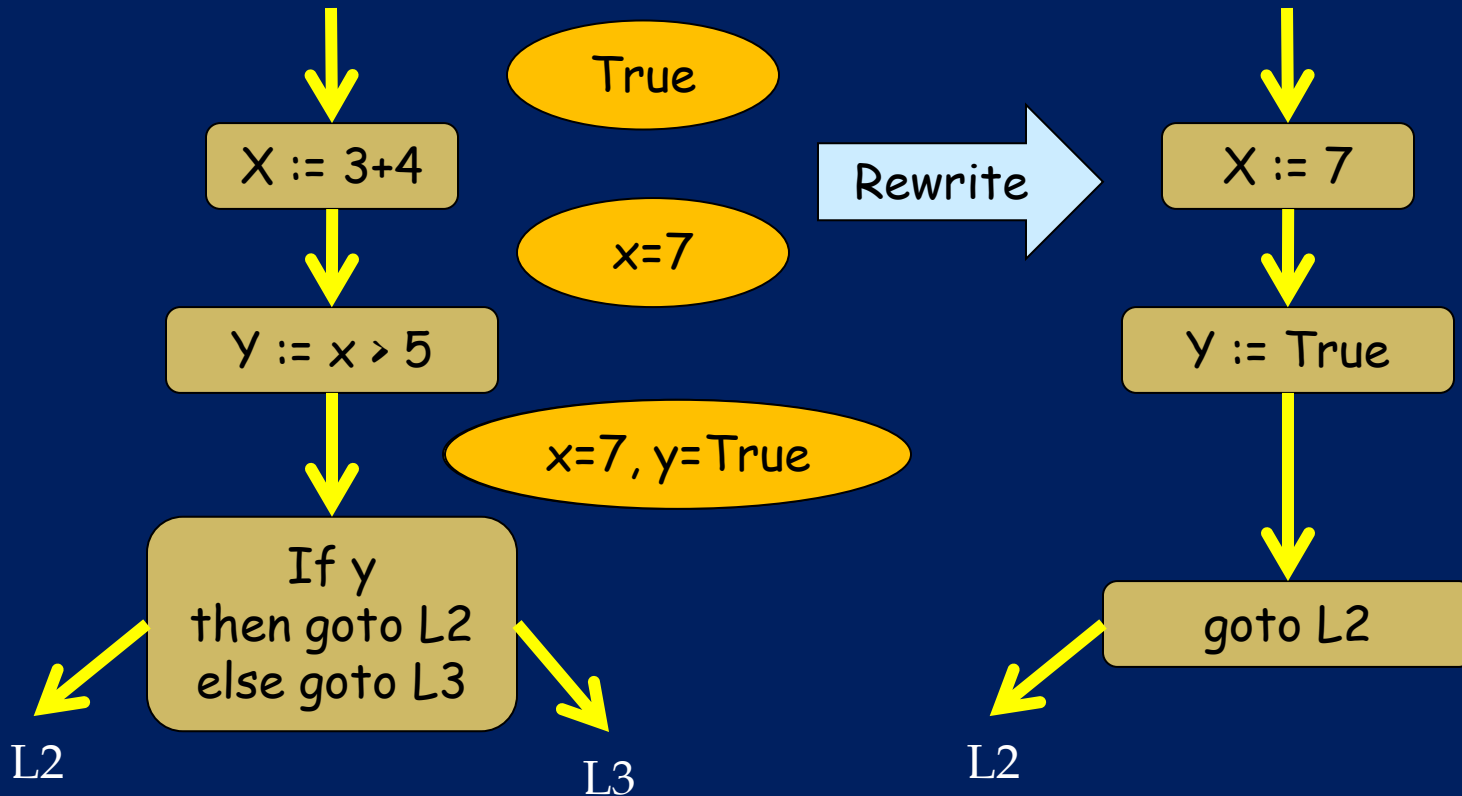 True
X := 3+4
Rewrite
X := 7
x=7
Y := x > 5
Y := True
x=7, y=True
If y
then goto L2
else goto L3
goto L2
L2
L3
L2